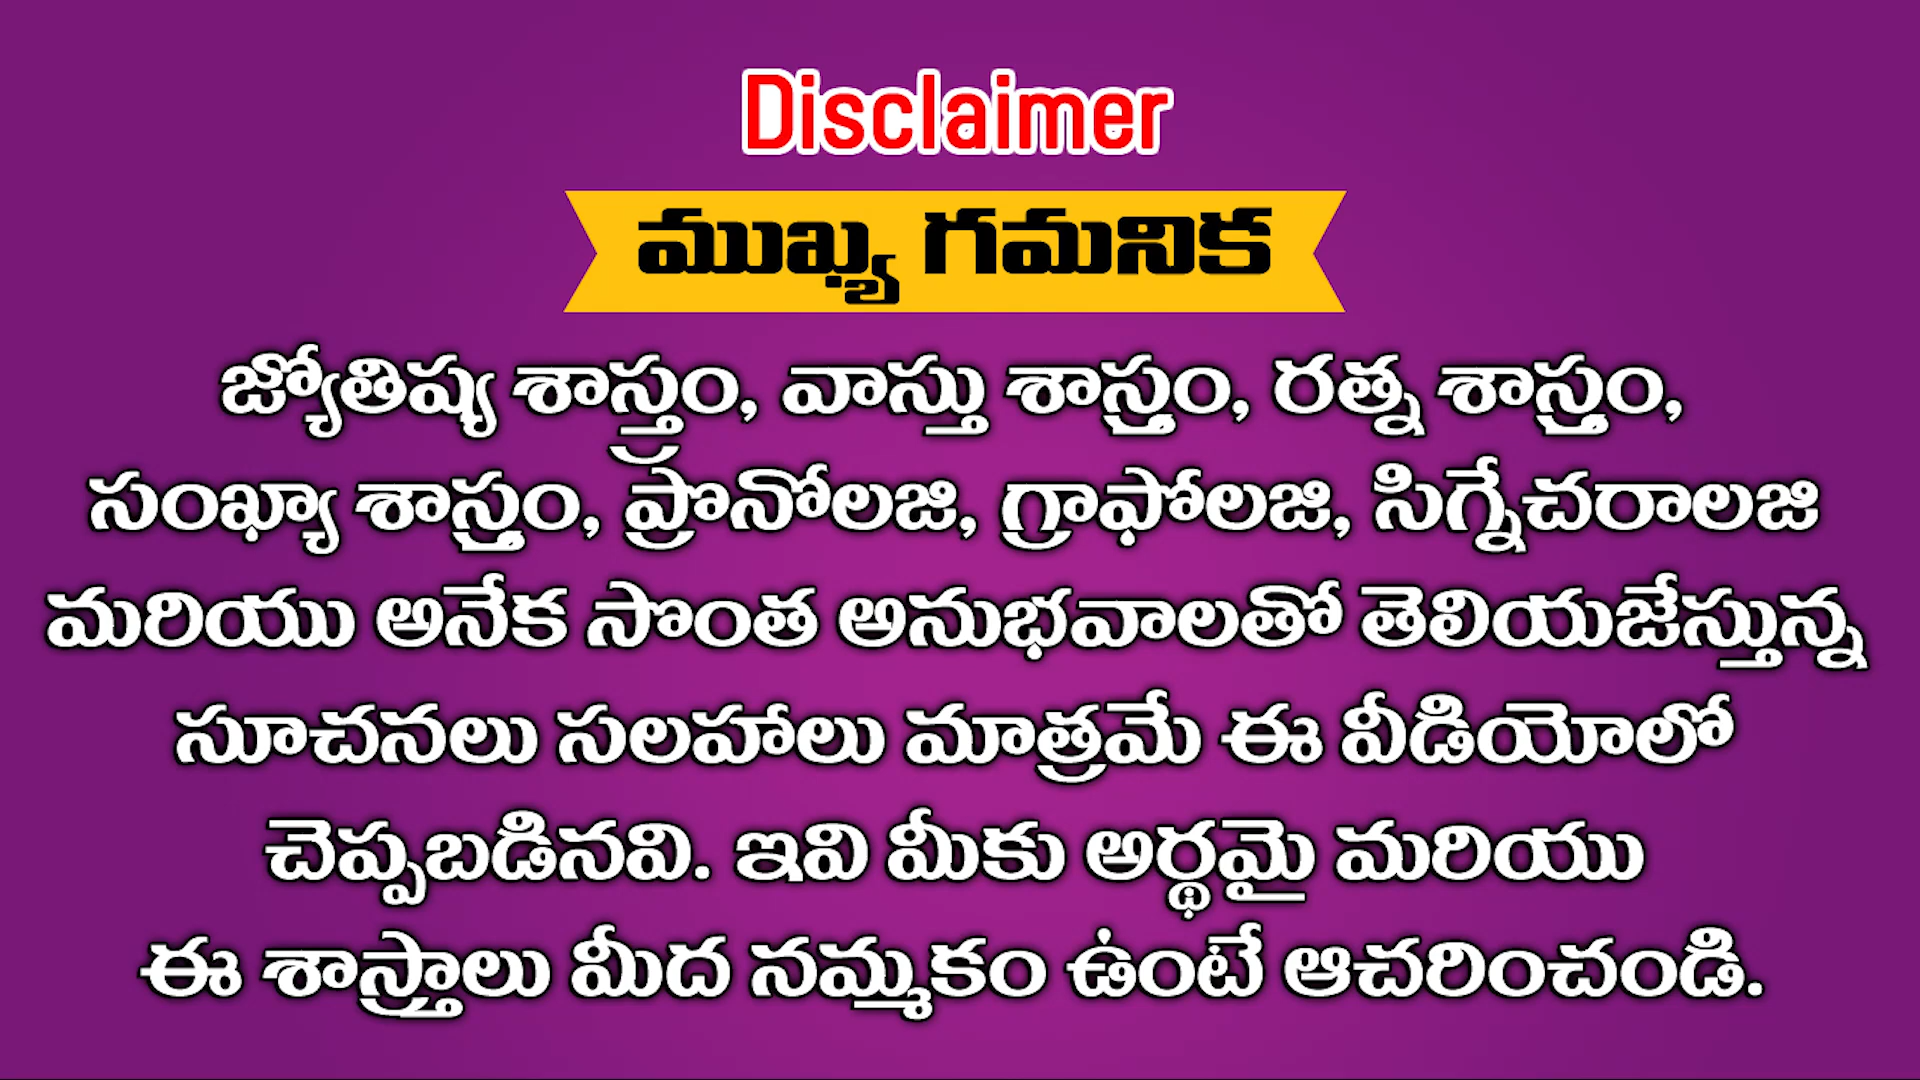 Disclaimer
ముఖ్య గమనిక
జ్యోతిష్య శాస్త్రం, వాస్తు శాస్త్రం, రత్న శాస్త్రం,
సంఖ్యా శాస్త్రం, ప్రొనోలజి, గ్రాఫోలజి, సిగ్నేచరాలజి
మరియు అనేక సొంత అనుభవాలతో తెలియజేస్తున్న
సూచనలు సలహాలు మాత్రమే ఈ వీడియోలో
చెప్పబడినవి. ఇవి మీకు అర్థమై మరియు
ఈ శాస్త్రాలు మీద నమ్మకం ఉంటే ఆచరించండి.